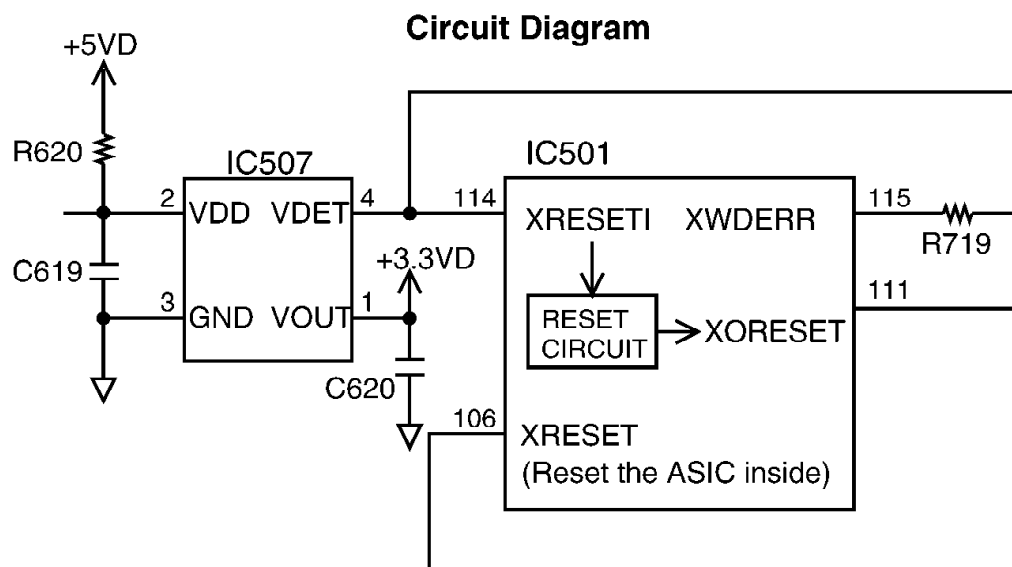 Circuit Diagram
+5VD
R620
IC507
IC501
2
VDD
VDET
4
114
XRESETI
XWDERR
115
R719
C619
+3.3VD
3
GND
VOUT
1
111
RESET
CIRCUIT
XORESET
C620
106
XRESET
(Reset the ASIC inside)